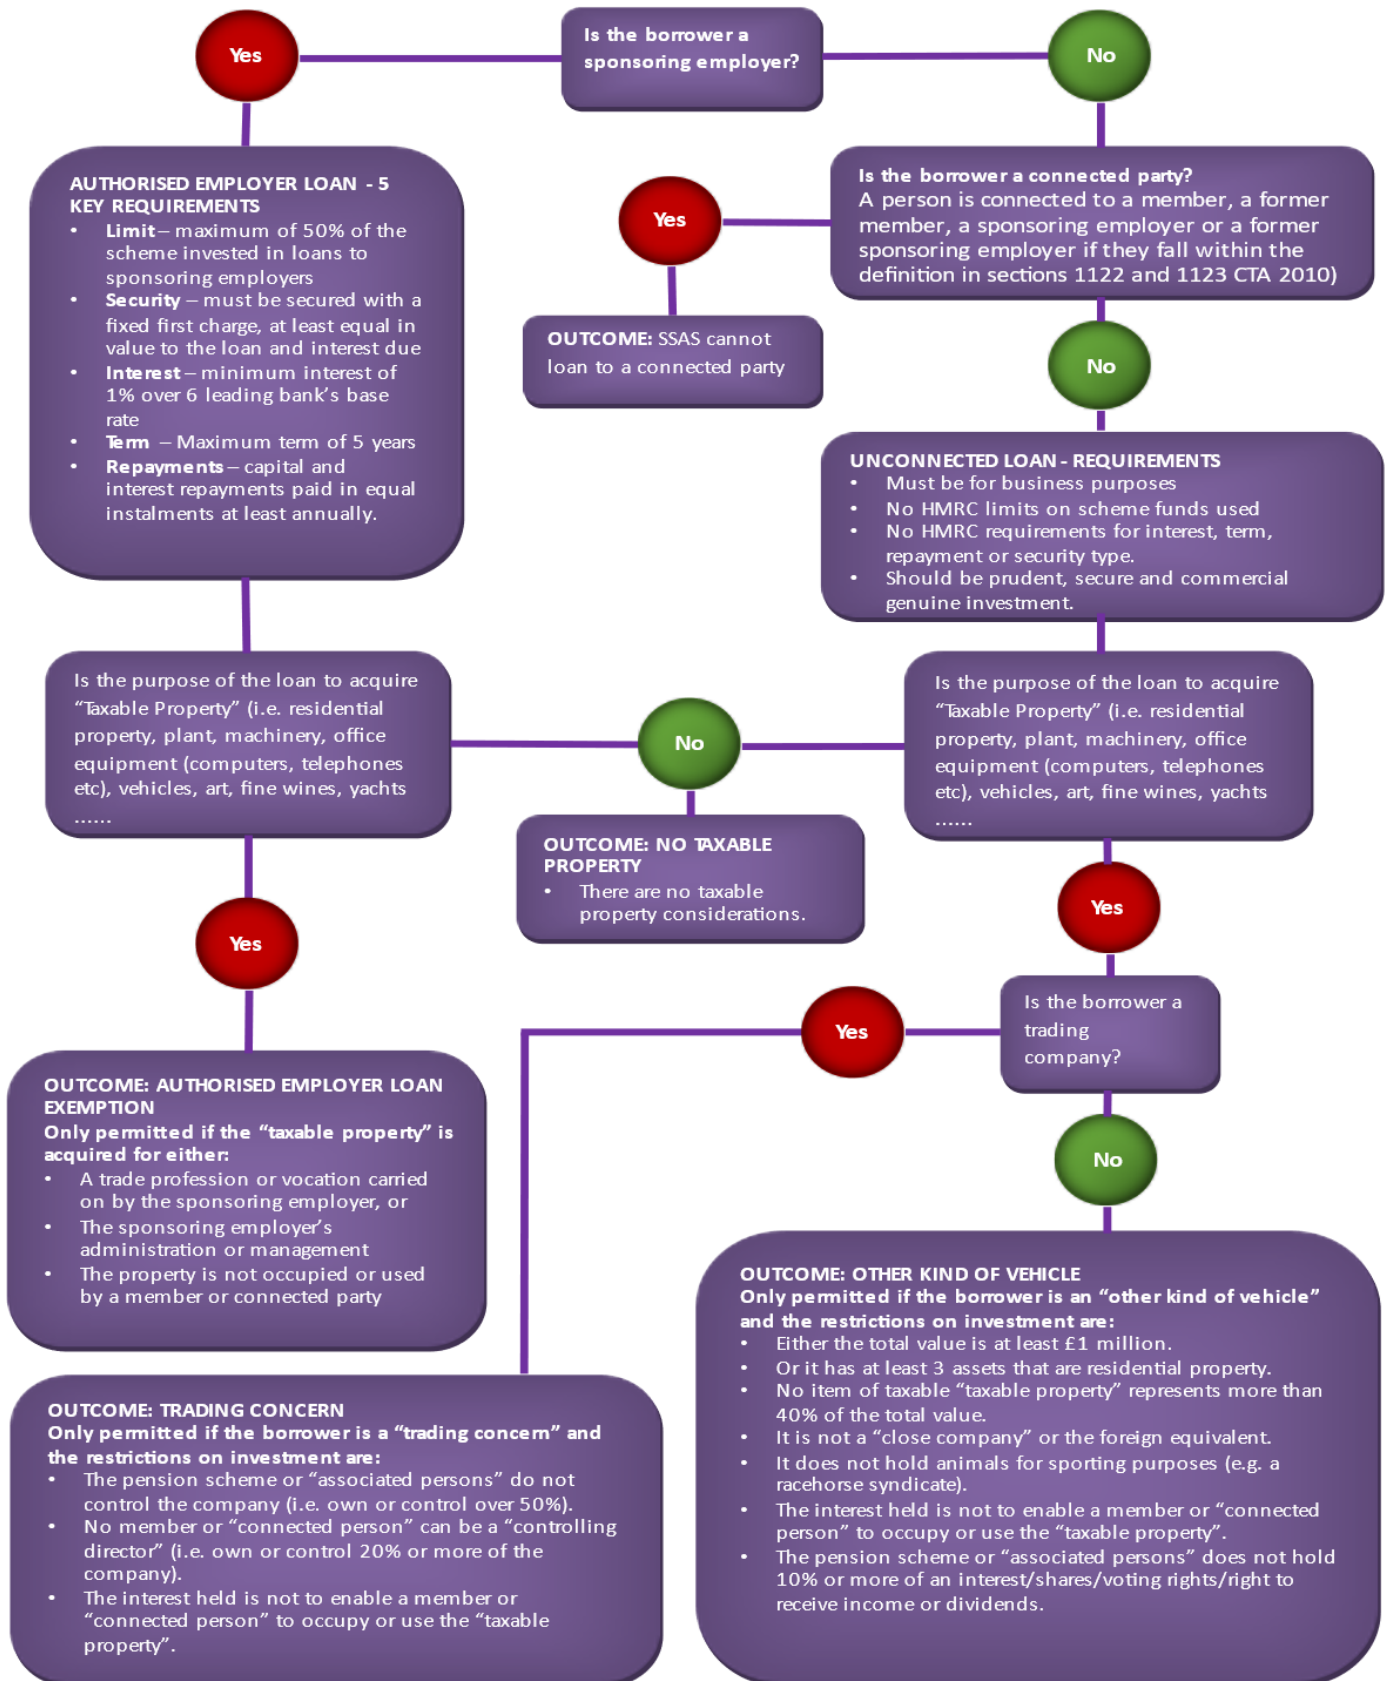 Yes
Is the borrower a
sponsoring employer?
No
AUTHORISED EMPLOYER LOAN - 5
KEY REQUIREMENTS
• Limit – maximum of 50% of the
scheme invested in loans to
sponsoring employers
• Security – must be secured with a
fixed first charge, at least equal in
value to the loan and interest due
• Interest – minimum interest of
1% over 6 leading bank's base
rate
• Term – Maximum term of 5 years
• Repayments – capital and
interest repayments paid in equal
instalments at least annually.
Yes
Is the borrower a connected party?
A person is connected to a member, a former
member, a sponsoring employer or a former
sponsoring employer if they fall within the
definition in sections 1122 and 1123 CTA 2010)
OUTCOME: SSAS cannot
loan to a connected party
No
UNCONNECTED LOAN - REQUIREMENTS
• Must be for business purposes
• No HMRC limits on scheme funds used
• No HMRC requirements for interest, term,
repayment or security type.
• Should be prudent, secure and commercial
genuine investment.
Is the purpose of the loan to acquire
“Taxable Property” (i.e. residential
property, plant, machinery, office
equipment (computers, telephones
etc), vehicles, art, fine wines, yachts
......
No
Is the purpose of the loan to acquire
“Taxable Property” (i.e. residential
property, plant, machinery, office
equipment (computers, telephones
etc), vehicles, art, fine wines, yachts
......
OUTCOME: NO TAXABLE
PROPERTY
• There are no taxable
property considerations.
Yes
Yes
Is the borrower a
trading
company?
Yes
No
OUTCOME: AUTHORISED EMPLOYER LOAN
EXEMPTION
Only permitted if the “taxable property” is
acquired for either:
• A trade profession or vocation carried
on by the sponsoring employer, or
• The sponsoring employer's
administration or management
• The property is not occupied or used
by a member or connected party
OUTCOME: TRADING CONCERN
Only permitted if the borrower is a “trading concern” and
the restrictions on investment are:
• The pension scheme or “associated persons” do not
control the company (i.e. own or control over 50%).
• No member or “connected person” can be a “controlling
director” (i.e. own or control 20% or more of the
company).
• The interest held is not to enable a member or
“connected person” to occupy or use the “taxable
property”.
OUTCOME: OTHER KIND OF VEHICLE
Only permitted if the borrower is an “other kind of vehicle”
and the restrictions on investment are:
• Either the total value is at least £1 million.
• Or it has at least 3 assets that are residential property.
• No item of taxable “taxable property” represents more than
40% of the total value.
• It is not a “close company” or the foreign equivalent.
• It does not hold animals for sporting purposes (e.g. a
racehorse syndicate).
• The interest held is not to enable a member or “connected
person” to occupy or use the “taxable property”.
• The pension scheme or “associated persons” does not hold
10% or more of an interest/shares/voting rights/right to
receive income or dividends.